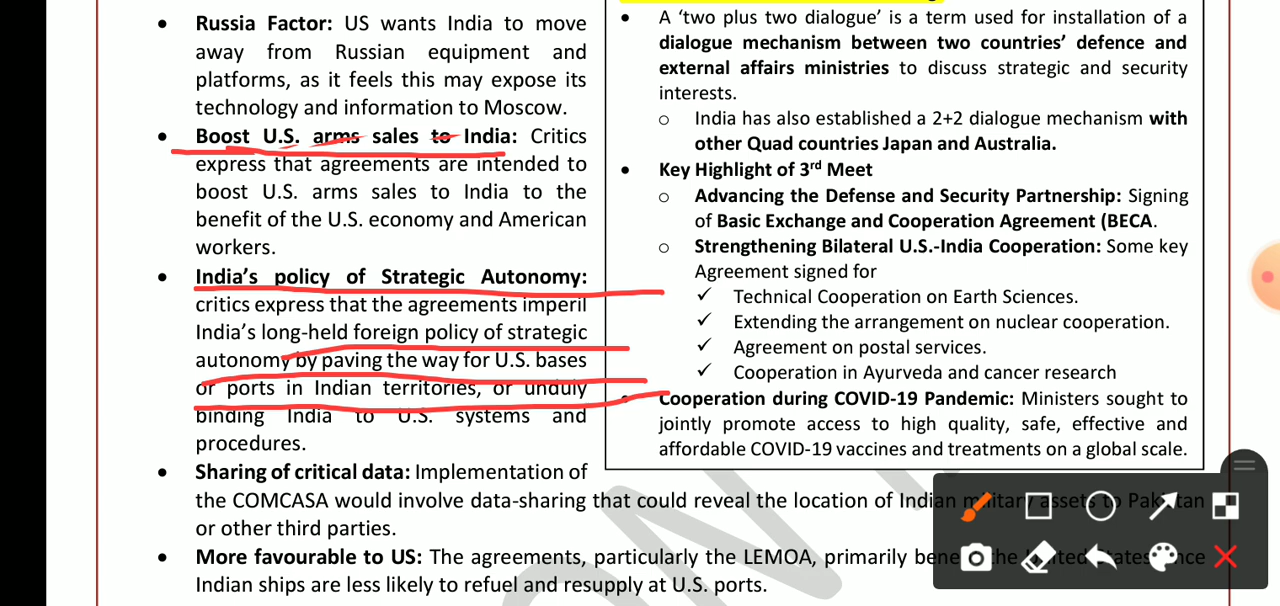 • Russia Factor: US wants India to move
away from Russian equipment and
platforms, as it feels this may expose its
technology and information to Moscow.
• Boost U.S. arms sales to India: Critics
express that agreements are intended to
boost U.S. arms sales to India to the
benefit of the U.S. economy and American
workers.
• India's policy of Strategic Autonomy:
critics express that the agreements imperil
India's long-held foreign policy of strategic
autonomy by paving the way for U.S. bases
or ports in Indian territories, or unduly
binding India to U.S. systems and
procedures.
• Sharing of critical data: Implementation of
the COMCASA would involve data-sharing that could reveal the location of Indian military assets to Pakistan
or other third parties.
• More favourable to US: The agreements, particularly the LEMOA, primarily
Indian ships are less likely to refuel and resupply at U.S. ports.
• A 'two plus two dialogue' is a term used for installation of a
dialogue mechanism between two countries' defence and
external affairs ministries to discuss strategic and security
interests.
o India has also established a 2+2 dialogue mechanism with
other Quad countries Japan and Australia.
• Key Highlight of 3rd Meet
o Advancing the Defense and Security Partnership: Signing
of Basic Exchange and Cooperation Agreement (BECA.
o Strengthening Bilateral U.S.-India Cooperation: Some key
Agreement signed for
✓ Technical Cooperation on Earth Sciences.
✓ Extending the arrangement on nuclear cooperation.
✓ Agreement on postal services.
✓ Cooperation in Ayurveda and cancer research
• Cooperation during COVID-19 Pandemic: Ministers sought to
jointly promote access to high quality, safe, effective and
affordable COVID-19 vaccines and treatments on a global scale.